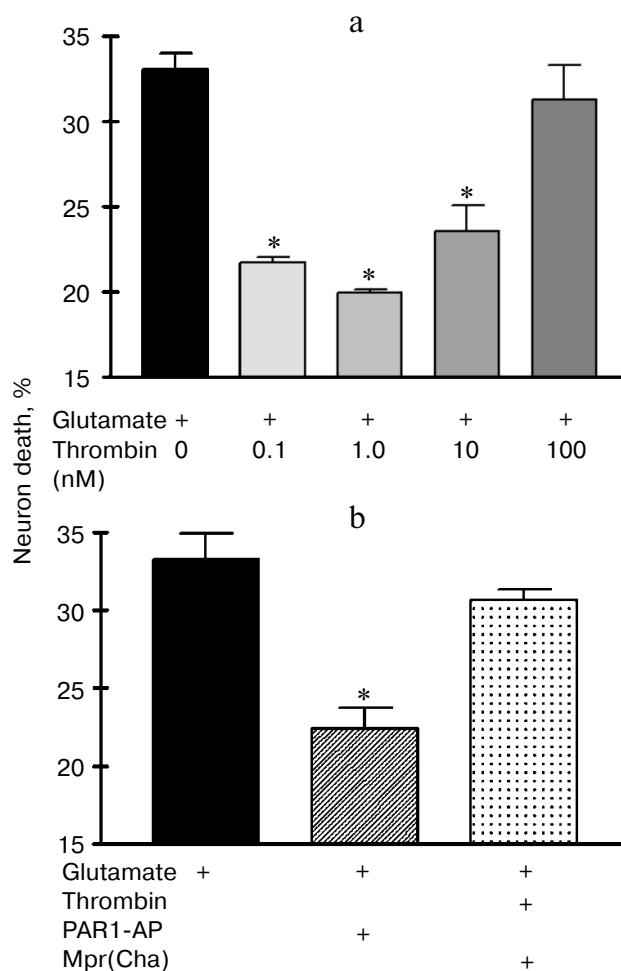 a
35
30
25
20
15
*
*
*
Glutamate + + + + +
Thrombin 0 0.1 1.0 10 100
(nM)
Neuron death, %
b
35
30
25
20
15
*
Glutamate + + +
Thrombin +
PAR1-AP +
Mpr(Cha) +